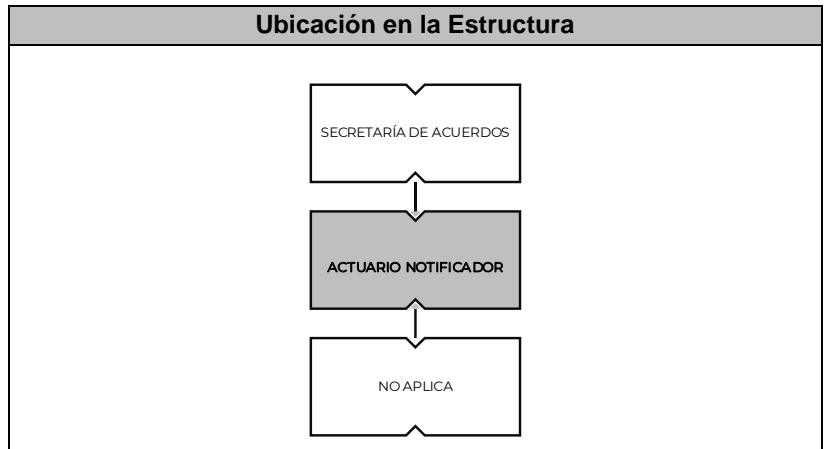 Ubicación en la Estructura
SECRETARÍA DE ACUERDOS
ACTUARIO NOTIFICADOR
NO APLICA